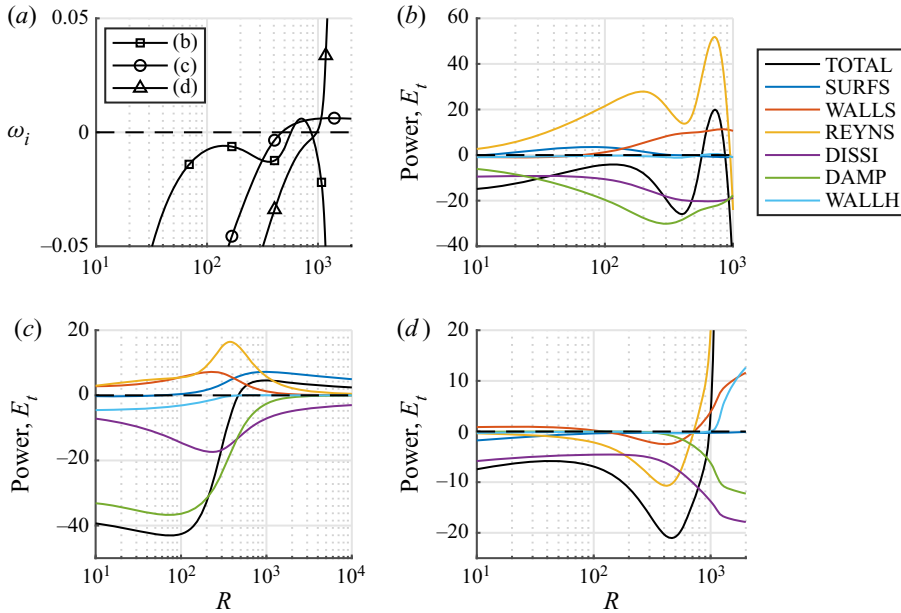 (a)
0.05
0
−0.05
ω_i
(b)
(c)
(d)
10^1
10^2
10^3
(b)
60
40
20
0
−20
−40
Power, E_t
10^1
10^2
10^3
TOTAL
SURFS
WALLS
REYNS
DISSI
DAMP
WALLH
(c)
20
0
−20
−40
Power, E_t
10^1
10^2
10^3
10^4
R
(d)
20
10
0
−10
−20
Power, E_t
10^1
10^2
10^3
R